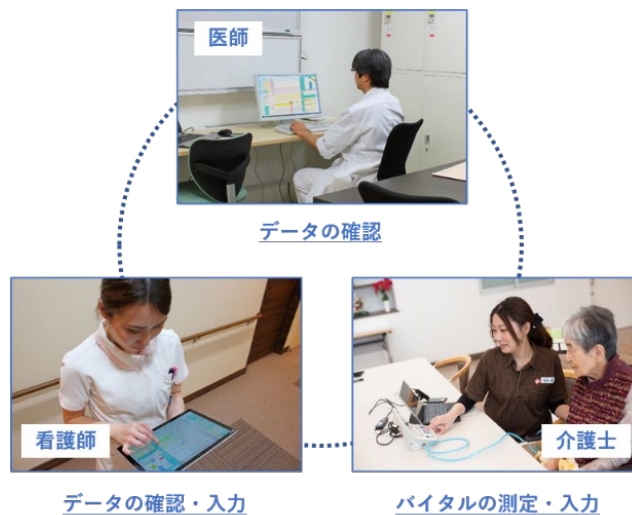 医師
データの確認
看護師
介護士
データの確認・入力
バイタルの測定・入力